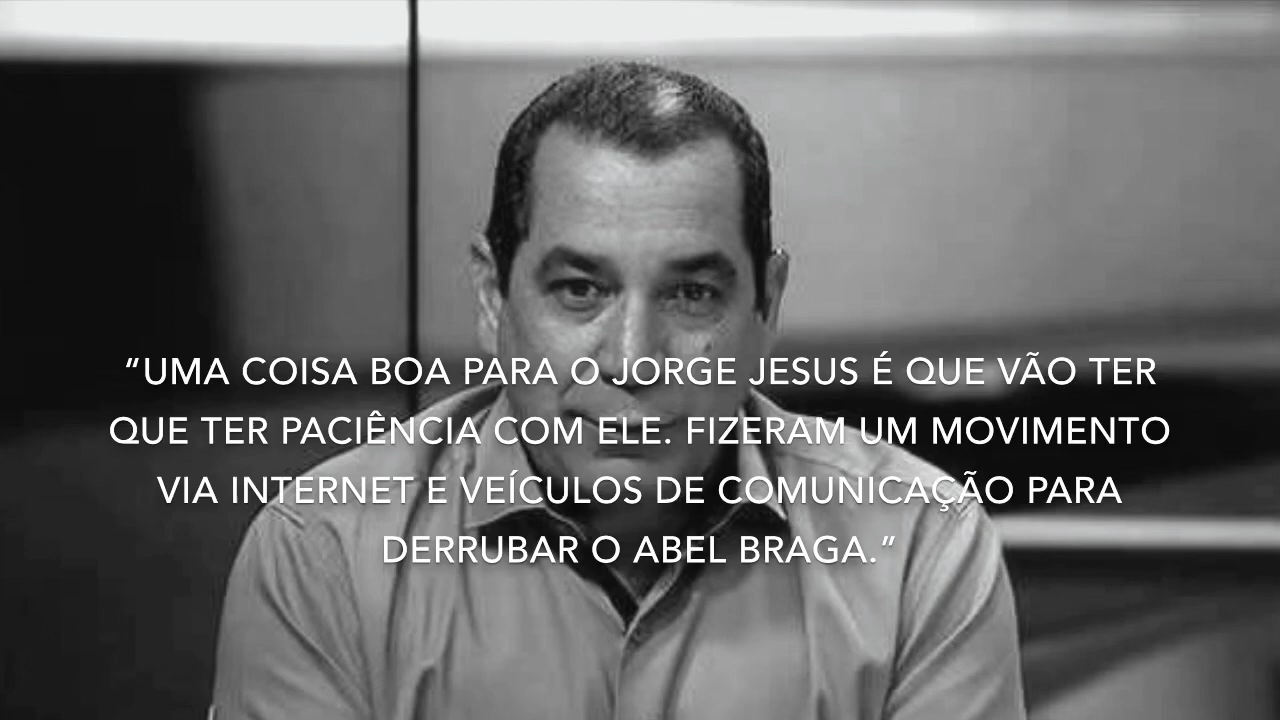 “UMA COISA BOA PARA O JORGE JESUS É QUE VÃO TER
QUE TER PACIÊNCIA COM ELE. FIZERAM UM MOVIMENTO
VIA INTERNET E VEÍCULOS DE COMUNICAÇÃO PARA
DERRUBAR O ABEL BRAGA.”